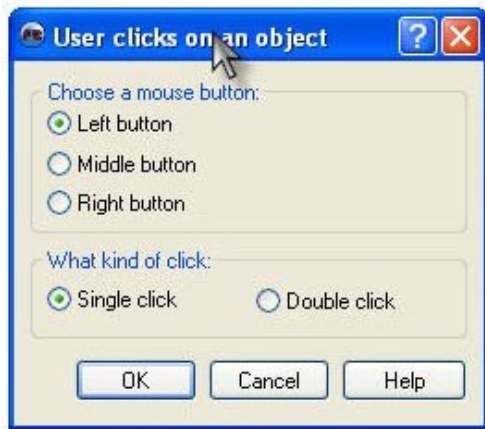 User clicks on an object
Choose a mouse button:
Left button
Middle button
Right button
What kind of click:
Single click Double click
OK Cancel Help